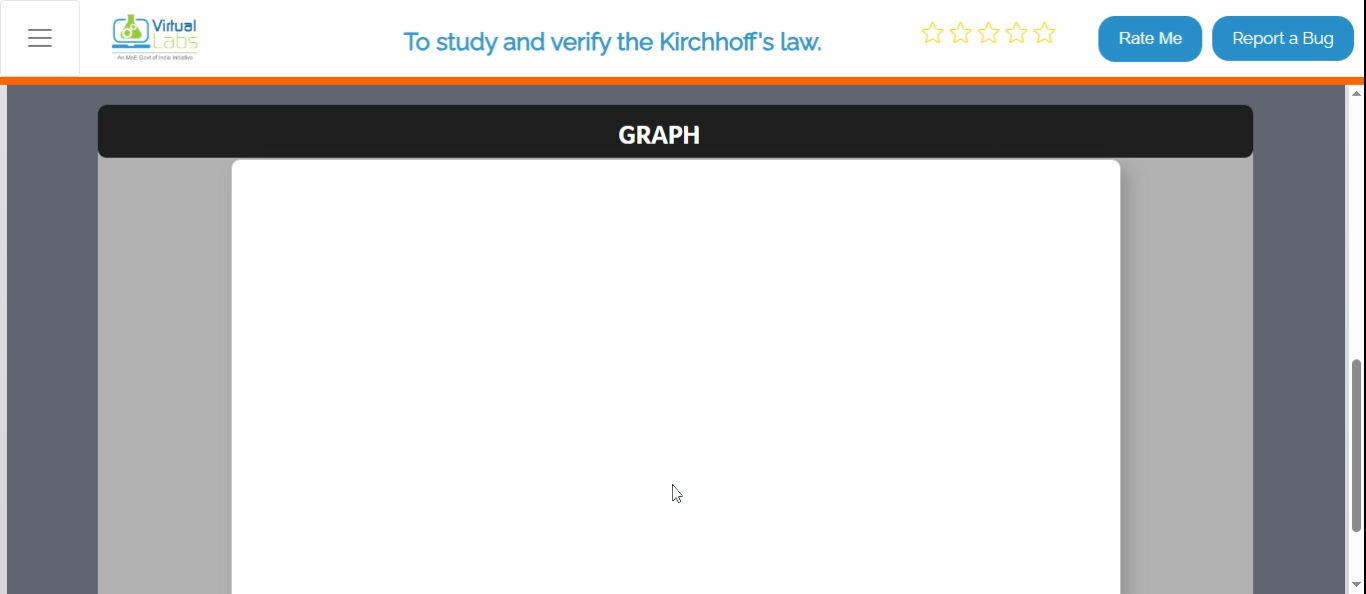 Virtual
Labs
An MoE Govt of India Initiative
To study and verify the Kirchhoff's law.
Rate Me
Report a Bug
GRAPH